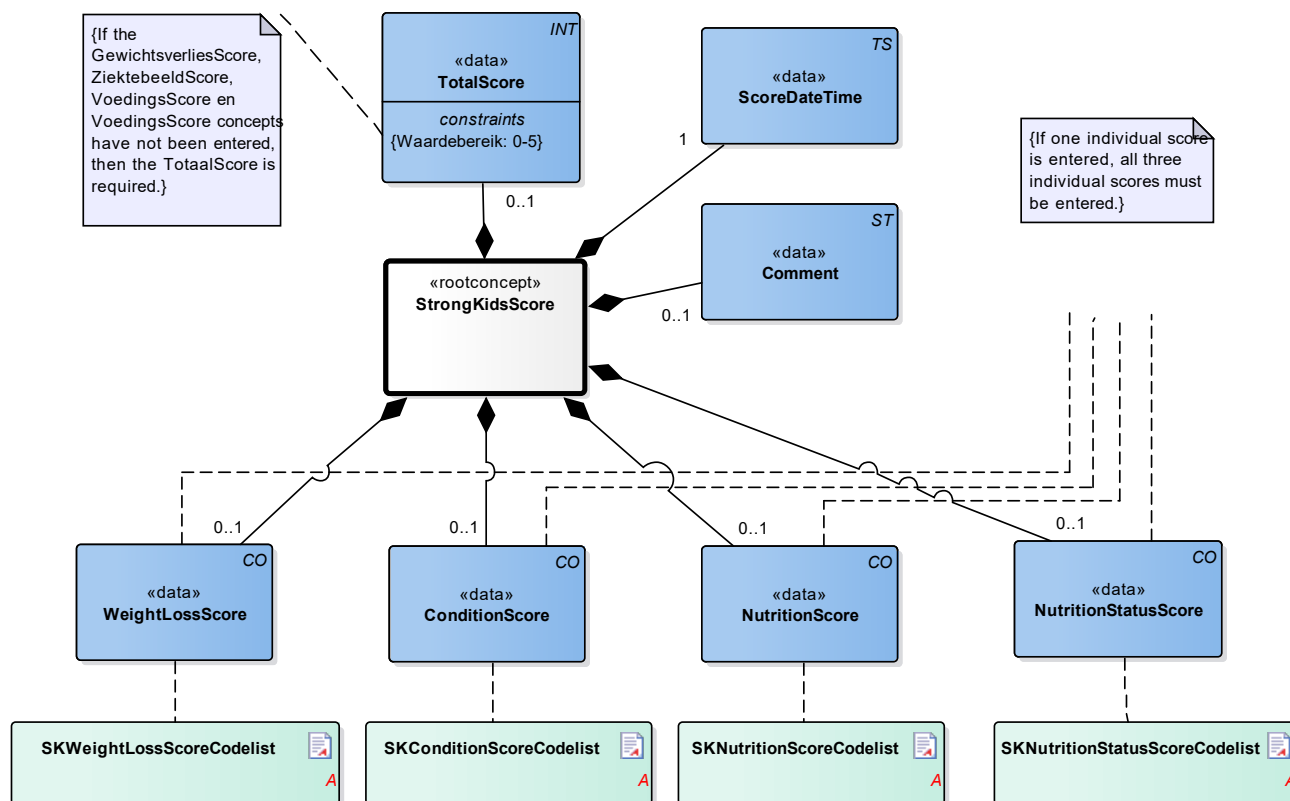 {If the
GewichtsverliesScore,
ZiektebeeldScore,
VoedingsScore en
VoedingsScore concepts
have not been entered,
then the TotaalScore is
required.}
INT
«data»
TotalScore
constraints
{Waardebereik: 0-5}
0..1
TS
«data»
ScoreDateTime
1
{If one individual score
is entered, all three
individual scores must
be entered.}
ST
«data»
Comment
0..1
«rootconcept»
StrongKidsScore
0..1
0..1
0..1
0..1
CO
«data»
WeightLossScore
CO
«data»
ConditionScore
CO
«data»
NutritionScore
CO
«data»
NutritionStatusScore
SKWeightLossScoreCodelist
A
SKConditionScoreCodelist
A
SKNutritionScoreCodelist
A
SKNutritionStatusScoreCodelist
A